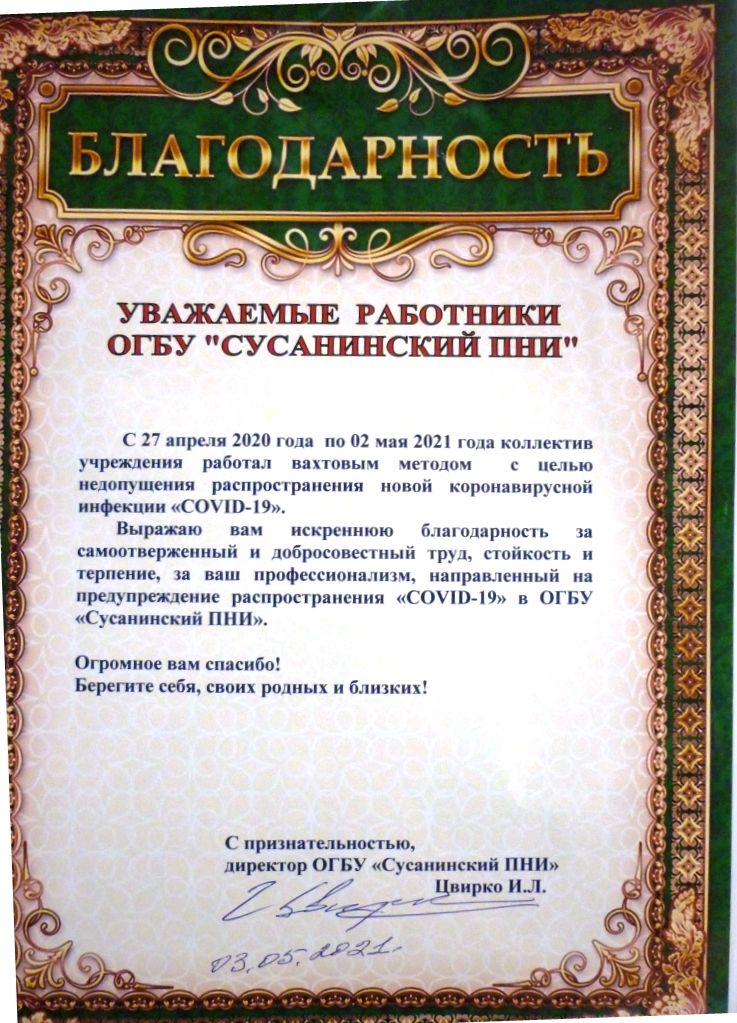 БЛАГОДАРНОСТЬ
УВАЖАЕМЫЕ РАБОТНИКИ
ОГБУ "СУСАНИНСКИЙ ПНИ"
С 27 апреля 2020 года по 02 мая 2021 года коллектив
учреждения работал вахтовым методом с целью
недопущения распространения новой коронавирусной
инфекции «COVID-19».
Выражаю вам искреннюю благодарность за
самоотверженный и добросовестный труд, стойкость и
терпение, за ваш профессионализм, направленный на
предупреждение распространения «COVID-19» в ОГБУ
«Сусанинский ПНИ».
Огромное вам спасибо!
Берегите себя, своих родных и близких!
С признательностью,
директор ОГБУ «Сусанинский ПНИ»
Цвирко И.Л.
03.05.2021.